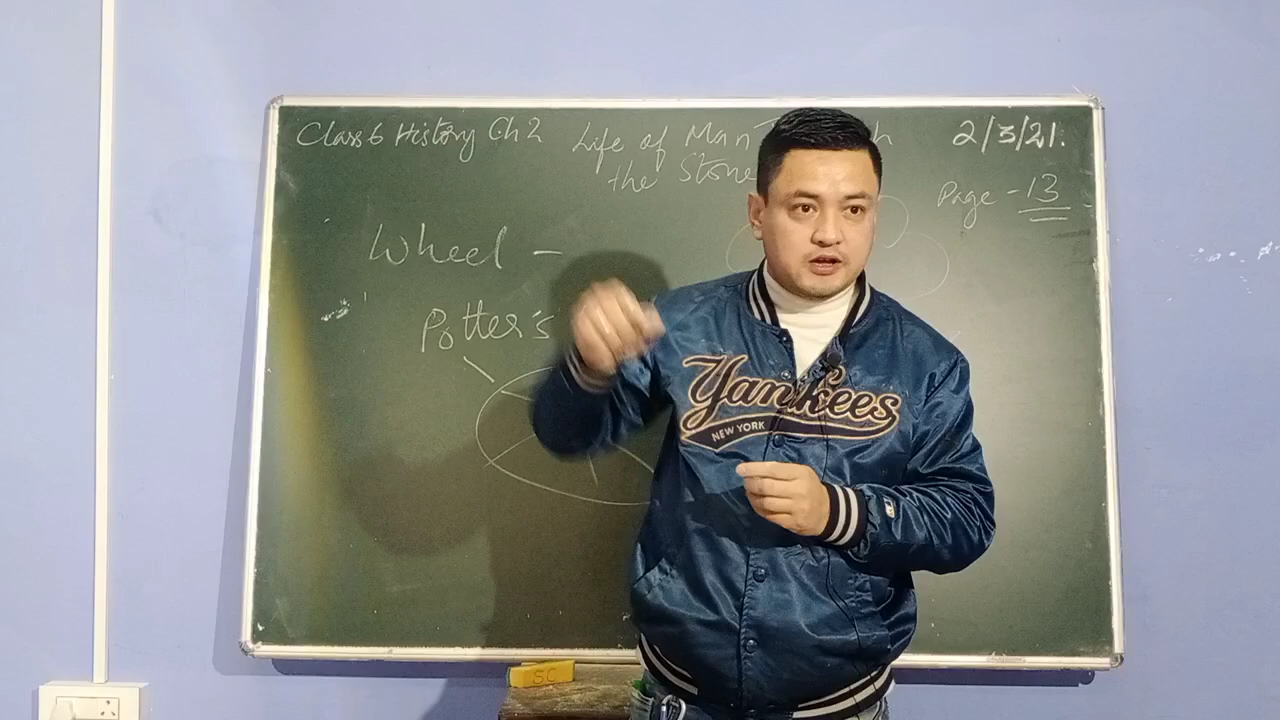 Class 6 History Ch 2 Life of Man 2/3/21.
the Stone
Page - 13
Wheel -
Potter's
Yankees
NEW YORK
SC